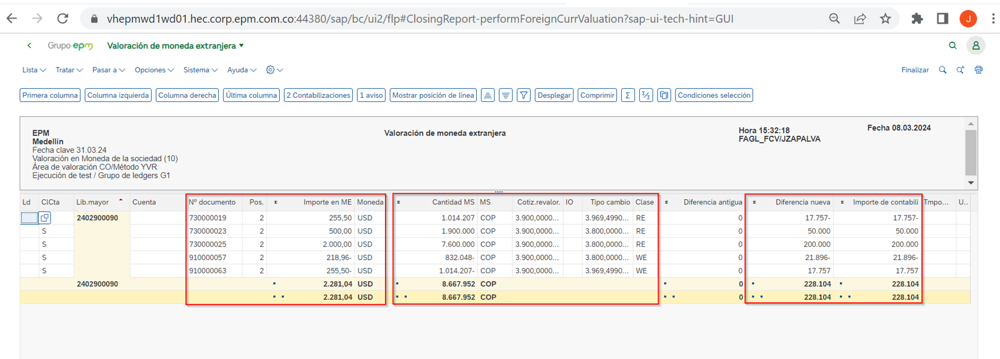 vhepmwd1wd01.hec.corp.epm.com.co:44380/sap/bc/ui2/flp#ClosingReport-performForeignCurrValuation?sap-ui-tech-hint=GUI
J
Grupo·epm Valoración de moneda extranjera
Lista Tratar Pasar a Opciones Sistema Ayuda Finalizar
Primera columna Columna izquierda Columna derecha Última columna 2 Contabilizaciones 1 aviso Mostrar posición de línea Desplegar Comprimir Σ Condiciones selección
EPM Valoración de moneda extranjera Hora 15:32:18 Fecha 08.03.2024
Medellín FAGL_FCV/JZAPALVA
Fecha clave 31.03.24
Valoración en Moneda de la sociedad (10)
Área de valoración CO/Método YVR
Ejecución de test / Grupo de ledgers G1
Ld ClCta Lib.mayor Cuenta Nº documento Pos. Σ Importe en ME Moneda Σ Cantidad MS MS Cotiz.revalor. IO Tipo cambio Clase Σ Diferencia antigua Σ Diferencia nueva Σ Importe de contabili Tmpo... U..
2402900090 730000019 2 255,50 USD 1.014.207 COP 3.900,0000... 3.969,4990... RE 0 17.757- 17.757-
S 730000023 2 500,00 USD 1.900.000 COP 3.900,0000... 3.800,0000... RE 0 50.000 50.000
S 730000025 2 2.000,00 USD 7.600.000 COP 3.900,0000... 3.800,0000... RE 0 200.000 200.000
S 910000057 2 218,96- USD 832.048- COP 3.900,0000... 3.800,0000... WE 0 21.896- 21.896-
S 910000063 2 255,50- USD 1.014.207- COP 3.900,0000... 3.969,4990... WE 0 17.757 17.757
2402900090 2.281,04 USD 8.667.952 COP 0 228.104 228.104
2.281,04 USD 8.667.952 COP 0 228.104 228.104